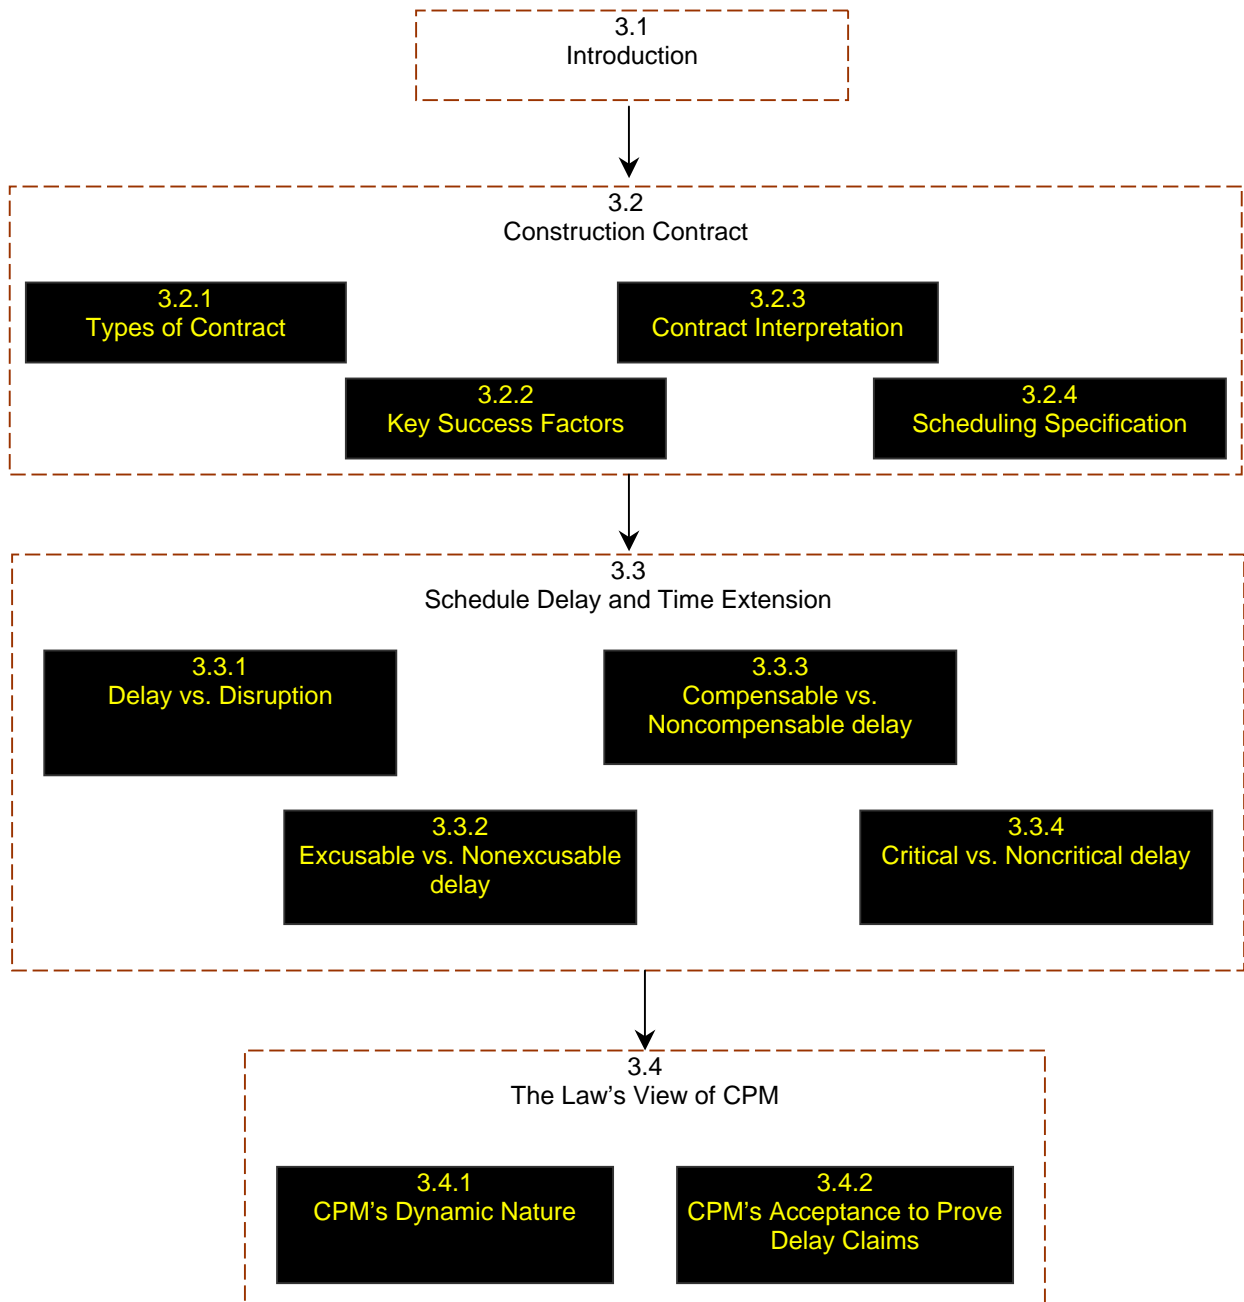 3.1
Introduction
3.2
Construction Contract
3.2.1
Types of Contract
3.2.2
Key Success Factors
3.2.3
Contract Interpretation
3.2.4
Scheduling Specification
3.3
Schedule Delay and Time Extension
3.3.1
Delay vs. Disruption
3.3.2
Excusable vs. Nonexcusable
delay
3.3.3
Compensable vs.
Noncompensable delay
3.3.4
Critical vs. Noncritical delay
3.4
The Law’s View of CPM
3.4.1
CPM’s Dynamic Nature
3.4.2
CPM’s Acceptance to Prove
Delay Claims